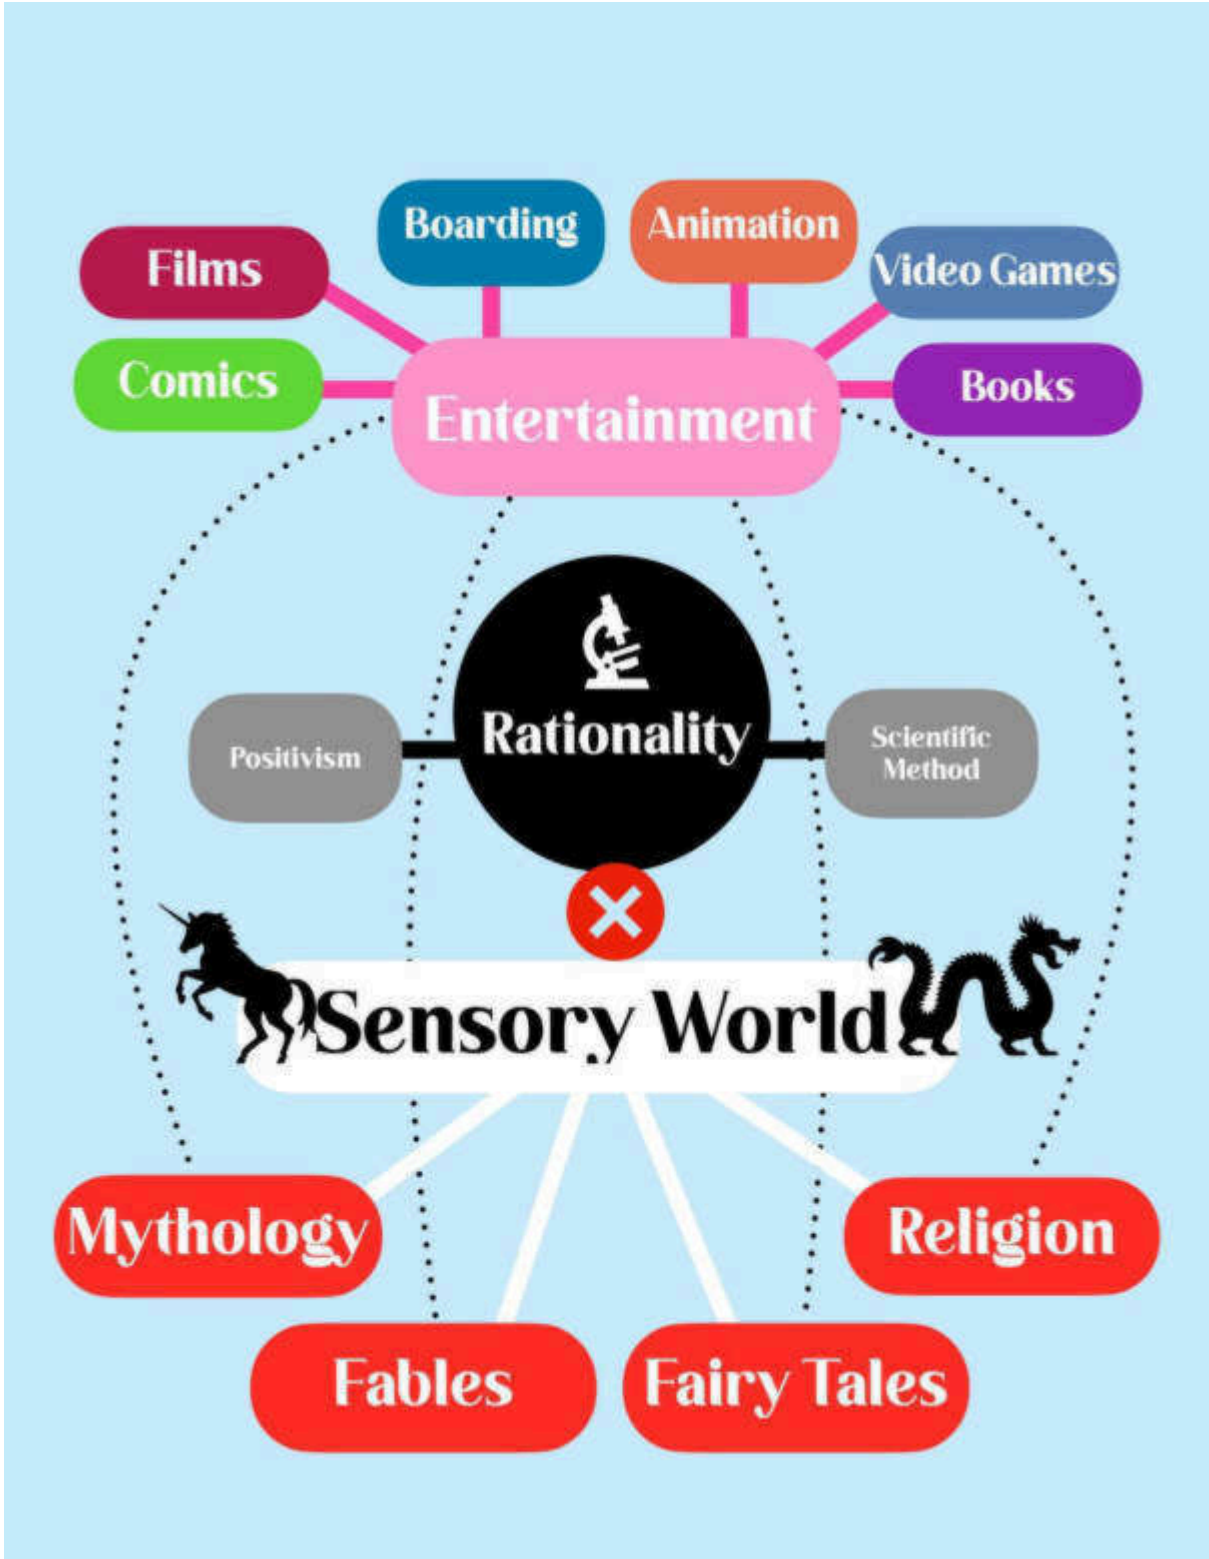 Boarding
Animation
Films
Video Games
Comics
Books
Entertainment
Rationality
Positivism
Scientific
Method
Sensory World
Mythology
Religion
Fables
Fairy Tales